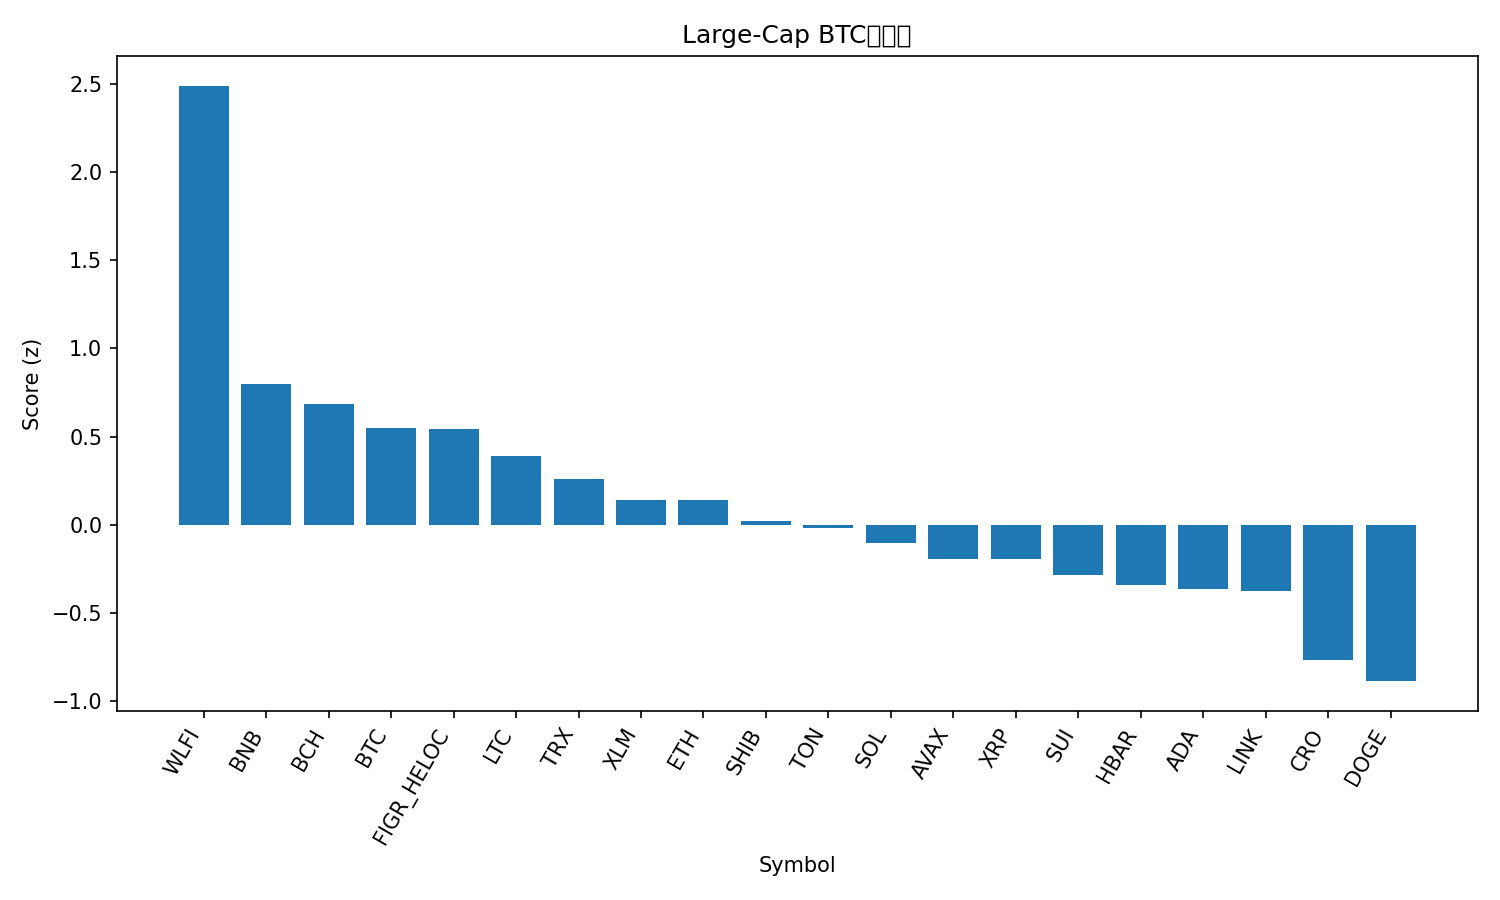 Large-Cap BTC
2.5
2.0
1.5
1.0
0.5
0.0
−0.5
−1.0
Score (z)
WLFI
BNB
BCH
BTC
FIGR_HELOC
LTC
TRX
XLM
ETH
SHIB
TON
SOL
AVAX
XRP
SUI
HBAR
ADA
LINK
CRO
DOGE
Symbol